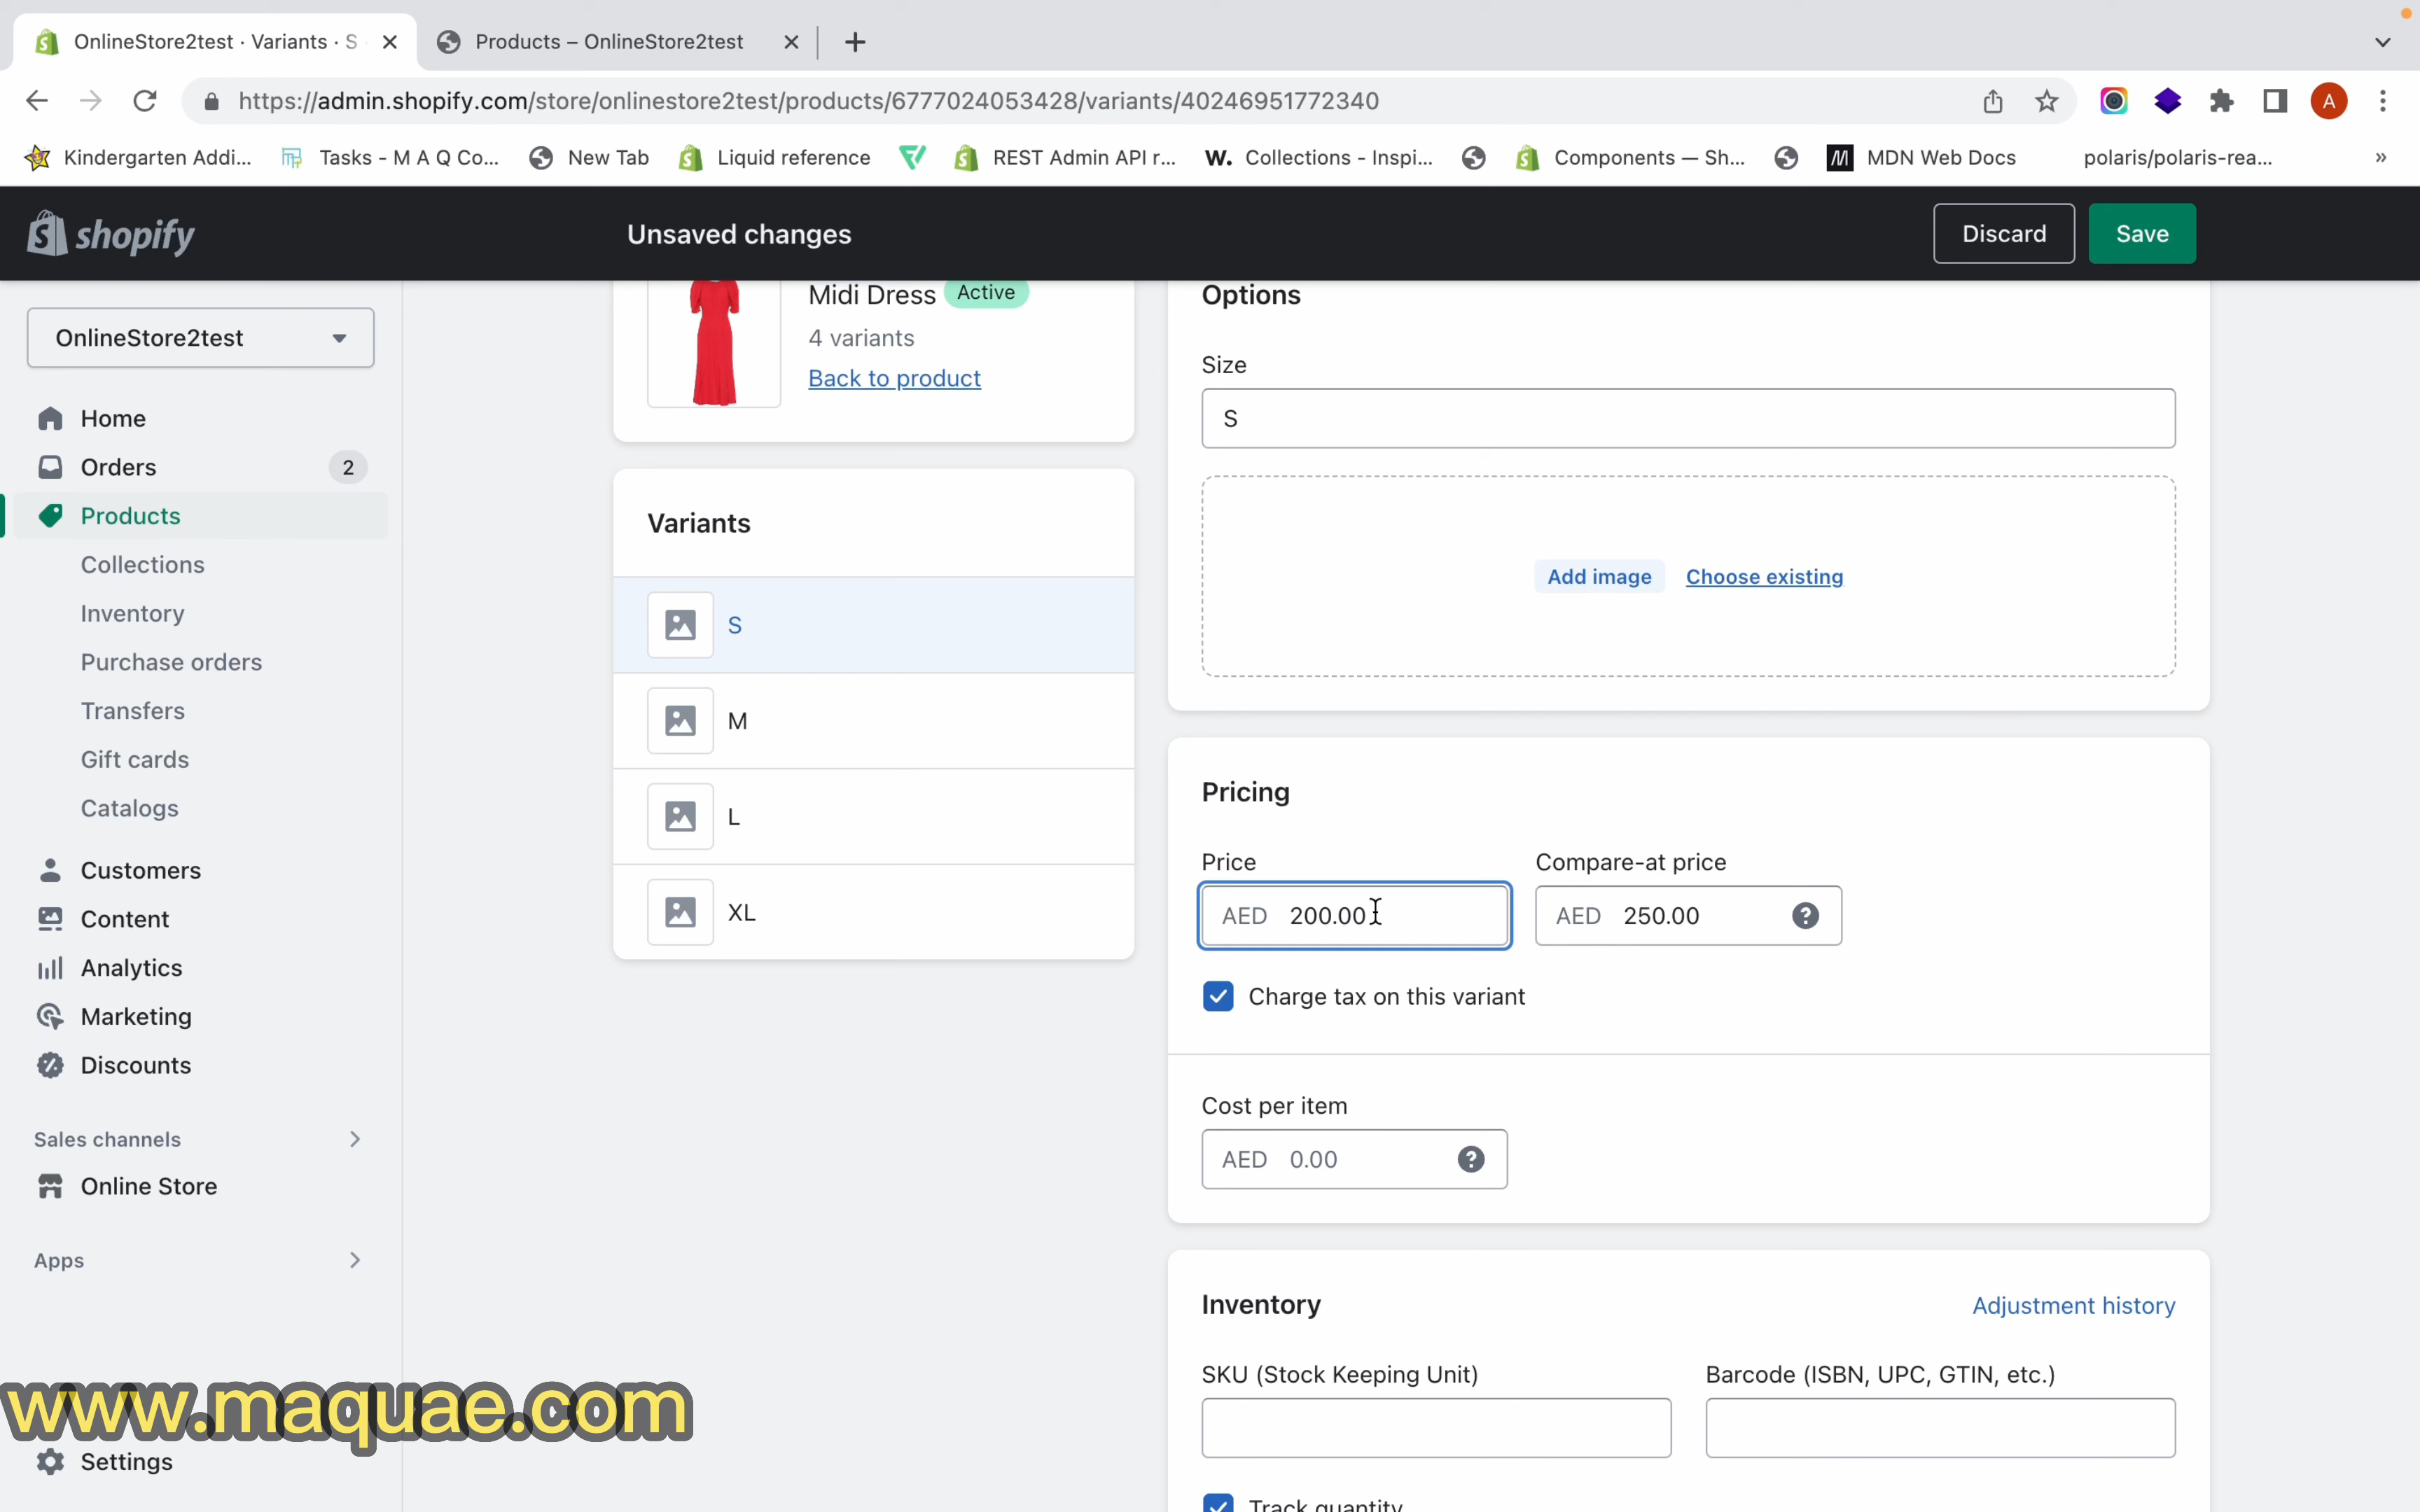 OnlineStore2test · Variants · S
Products – OnlineStore2test
https://admin.shopify.com/store/onlinestore2test/products/6777024053428/variants/40246951772340
A
Kindergarten Addi...
Tasks - M A Q Co...
New Tab
Liquid reference
REST Admin API r...
W. Collections - Inspi...
Components — Sh...
MDN Web Docs
polaris/polaris-rea...
»
shopify
Unsaved changes
Discard
Save
OnlineStore2test
Home
Orders
2
Products
Collections
Inventory
Purchase orders
Transfers
Gift cards
Catalogs
Customers
Content
Analytics
Marketing
Discounts
Sales channels
Online Store
Apps
Settings
Midi Dress
Active
4 variants
Back to product
Variants
S
M
L
XL
Options
Size
S
Add image
Choose existing
Pricing
Price
Compare-at price
AED 200.00
AED 250.00
Charge tax on this variant
Cost per item
AED 0.00
Inventory
Adjustment history
SKU (Stock Keeping Unit)
Barcode (ISBN, UPC, GTIN, etc.)
Track quantity
www.maquae.com